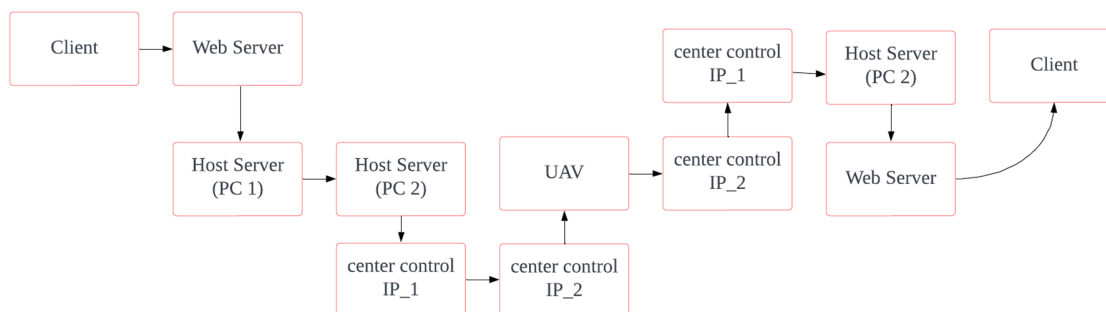 Client
Web Server
Host Server
(PC 1)
Host Server
(PC 2)
center control
IP_1
center control
IP_2
UAV
center control
IP_2
center control
IP_1
Host Server
(PC 2)
Web Server
Client